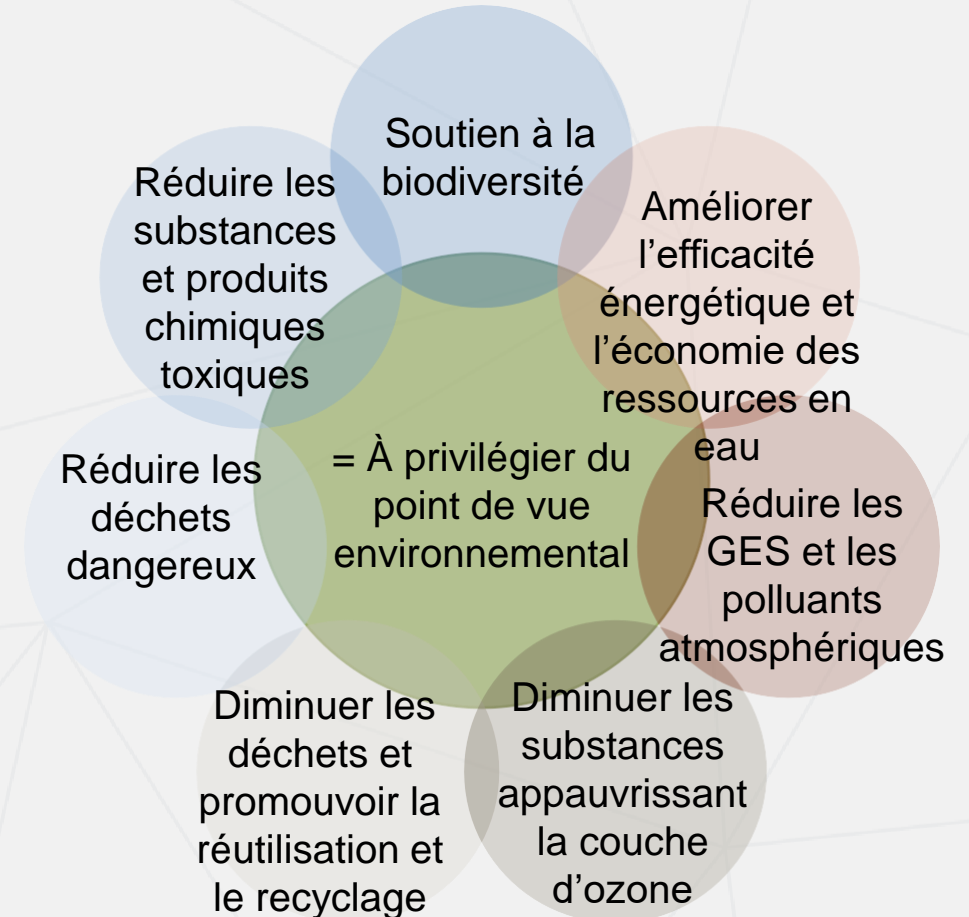 Soutien à la
biodiversité
Améliorer
l’efficacité
énergétique et
l’économie des
ressources en
eau
Réduire les
GES et les
polluants
atmosphériques
Diminuer les
substances
appauvrissant
la couche
d’ozone
Diminuer les
déchets et
promouvoir la
réutilisation et
le recyclage
Réduire les
déchets
dangereux
Réduire les
substances
et produits
chimiques
toxiques
= À privilégier du
point de vue
environnemental